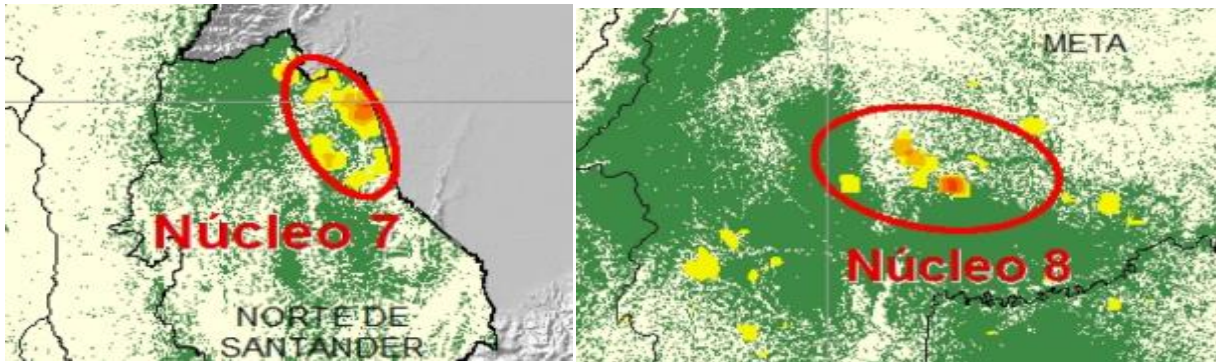 Núcleo 7
NORTE DE
SANTANDER
META
Núcleo 8